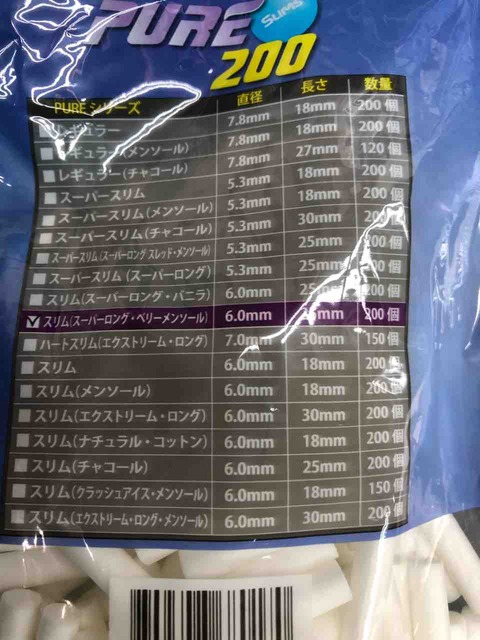 PURE SLIMS
200
PURE シリーズ 直径 長さ 数量
レギュラー 7.8mm 18mm 200個
レギュラー(メンソール) 7.8mm 18mm 200個
レギュラー(チャコール) 7.8mm 27mm 120個
スーパースリム 5.3mm 18mm 200個
スーパースリム(メンソール) 5.3mm 18mm 200個
スーパースリム(チャコール) 5.3mm 30mm 200個
スーパースリム(スーパーロング スレッド・メンソール) 5.3mm 25mm 200個
スーパースリム(スーパーロング) 5.3mm 25mm 200個
スリム(スーパーロング・バニラ) 6.0mm 25mm 200個
スリム(スーパーロング・ベリーメンソール) 6.0mm 200個
ハートスリム(エクストリーム・ロング) 7.0mm 30mm 150個
スリム 6.0mm 18mm 200個
スリム(メンソール) 6.0mm 18mm 200個
スリム(エクストリーム・ロング) 6.0mm 30mm 200個
スリム(ナチュラル・コットン) 6.0mm 18mm 200個
スリム(チャコール) 6.0mm 25mm 200個
スリム(クラッシュアイス・メンソール) 6.0mm 18mm 150個
スリム(エクストリーム・ロング・メンソール) 6.0mm 30mm 200個